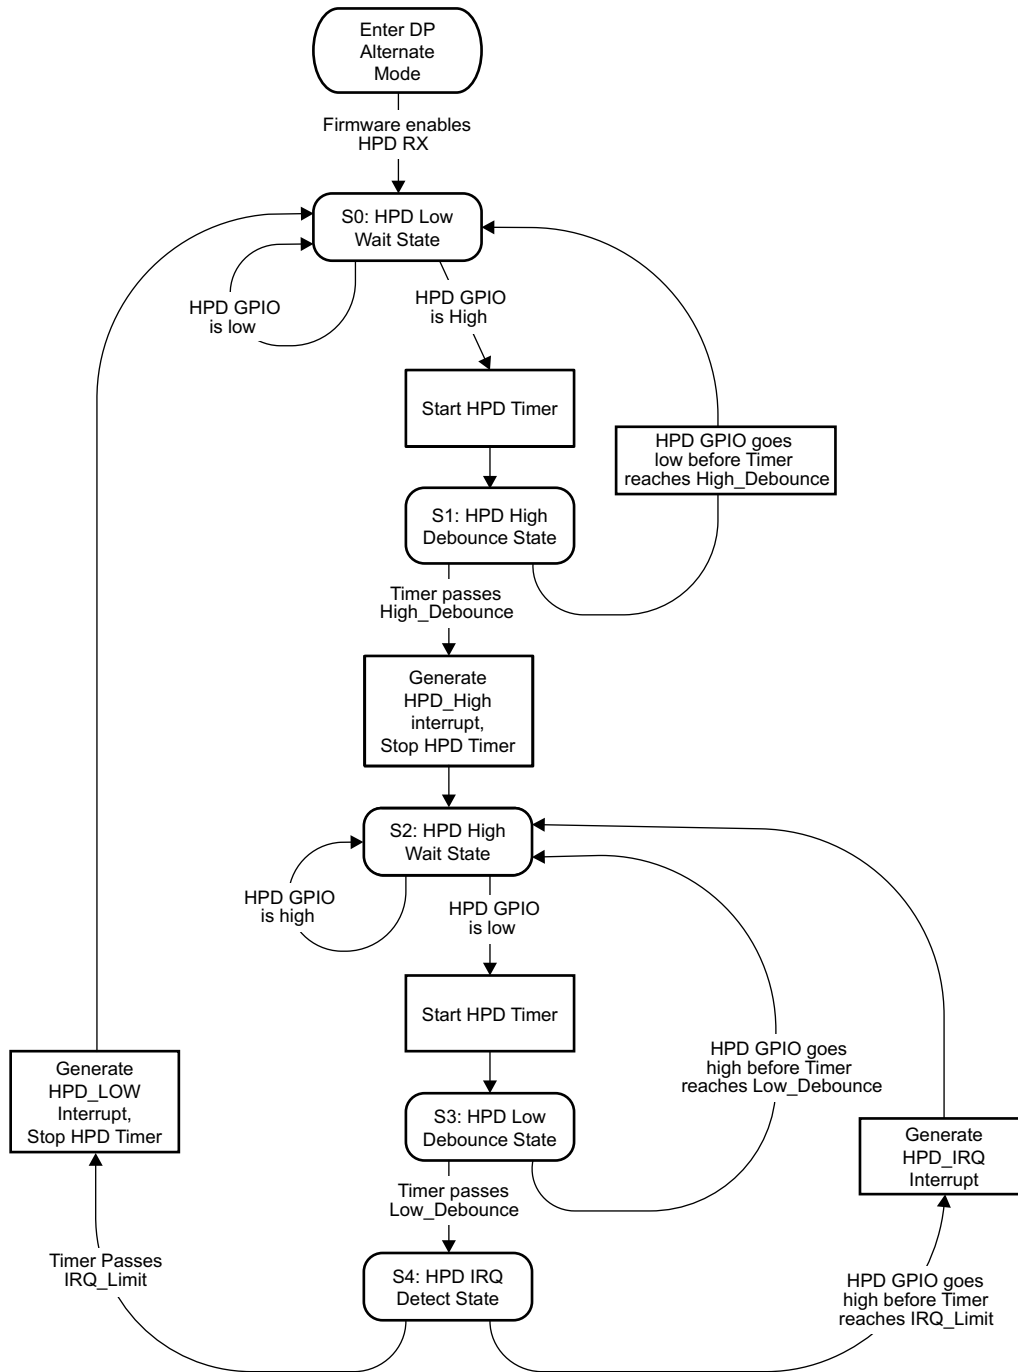 Enter DP
Alternate
Mode
Firmware enables
HPD RX
S0: HPD Low
Wait State
HPD GPIO
is low
HPD GPIO
is High
Start HPD Timer
HPD GPIO goes
low before Timer
reaches High_Debounce
S1: HPD High
Debounce State
Timer passes
High_Debounce
Generate
HPD_High
interrupt,
Stop HPD Timer
S2: HPD High
Wait State
HPD GPIO
is high
HPD GPIO
is low
Start HPD Timer
HPD GPIO goes
high before Timer
reaches Low_Debounce
Generate
HPD_LOW
Interrupt,
Stop HPD Timer
S3: HPD Low
Debounce State
Generate
HPD_IRQ
Interrupt
Timer passes
Low_Debounce
Timer Passes
IRQ_Limit
S4: HPD IRQ
Detect State
HPD GPIO goes
high before Timer
reaches IRQ_Limit